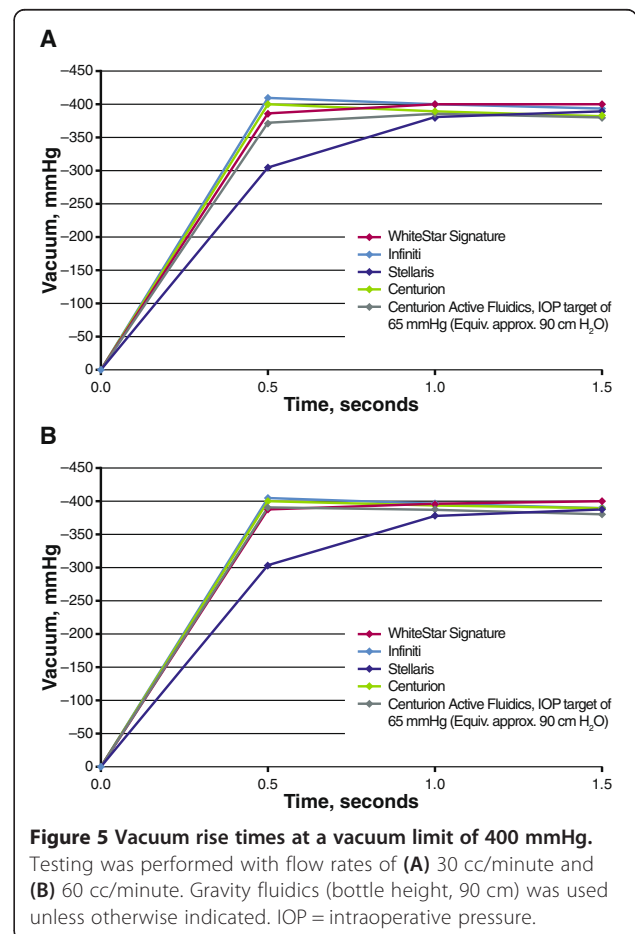 A
–450
–400
–350
–300
–250
–200
–150
–100
–50
0
Vacuum, mmHg
WhiteStar Signature
Infiniti
Stellaris
Centurion
Centurion Active Fluidics, IOP target of
65 mmHg (Equiv. approx. 90 cm H₂O)
0.0 0.5 1.0 1.5
Time, seconds
B
–450
–400
–350
–300
–250
–200
–150
–100
–50
0
Vacuum, mmHg
WhiteStar Signature
Infiniti
Stellaris
Centurion
Centurion Active Fluidics, IOP target of
65 mmHg (Equiv. approx. 90 cm H₂O)
0.0 0.5 1.0 1.5
Time, seconds
Figure 5 Vacuum rise times at a vacuum limit of 400 mmHg.
Testing was performed with flow rates of (A) 30 cc/minute and
(B) 60 cc/minute. Gravity fluidics (bottle height, 90 cm) was used
unless otherwise indicated. IOP = intraoperative pressure.